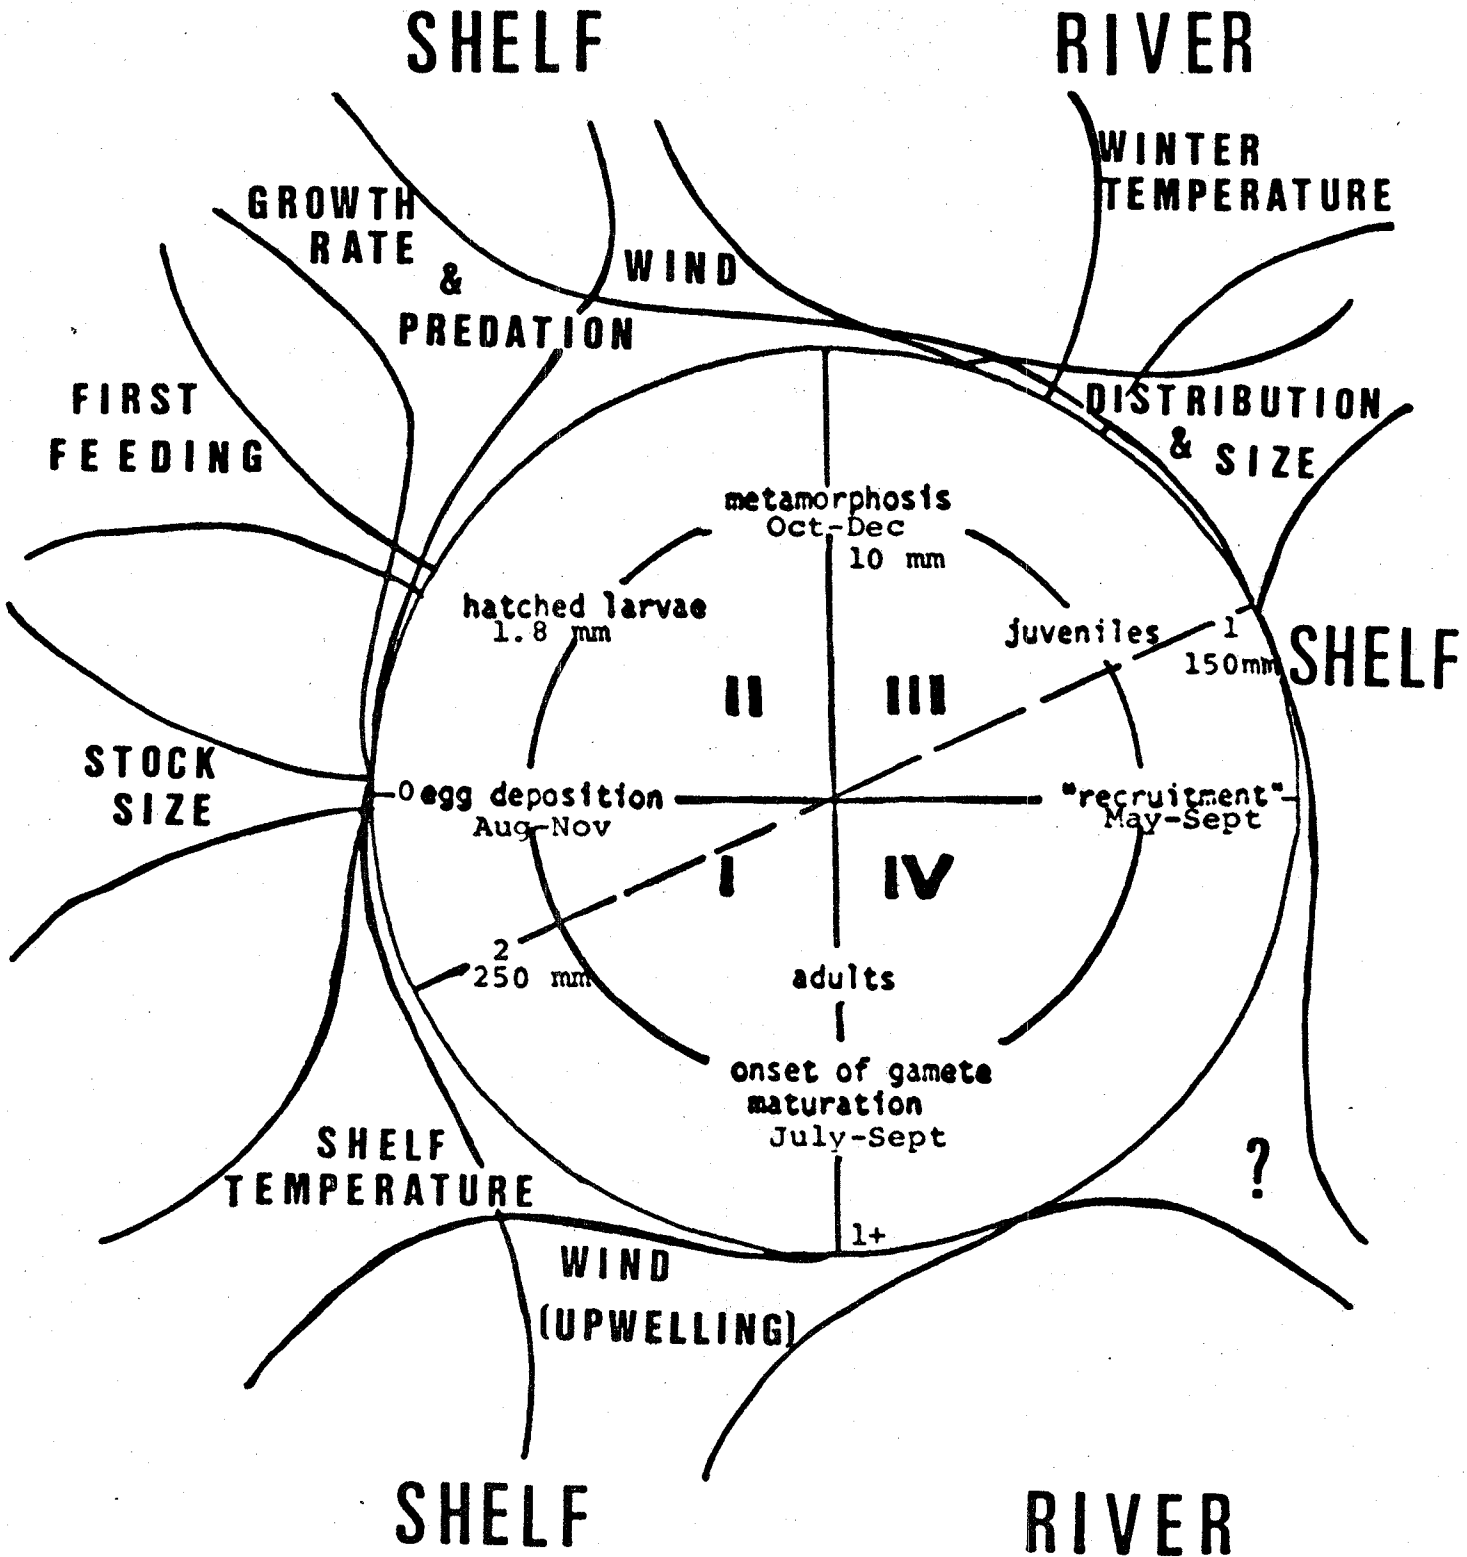 SHELF
RIVER
WINTER
TEMPERATURE
GROWTH
RATE
&
PREDATION
WIND
FIRST
FEEDING
DISTRIBUTION
& SIZE
metamorphosis
Oct-Dec
10 mm
hatched larvae
1.8 mm
juveniles
1
150mm
SHELF
II
III
STOCK
SIZE
0 egg deposition
Aug-Nov
"recruitment"
May-Sept
I
IV
2
250 mm
adults
onset of gamete
maturation
July-Sept
1+
SHELF
TEMPERATURE
?
WIND
(UPWELLING)
SHELF
RIVER